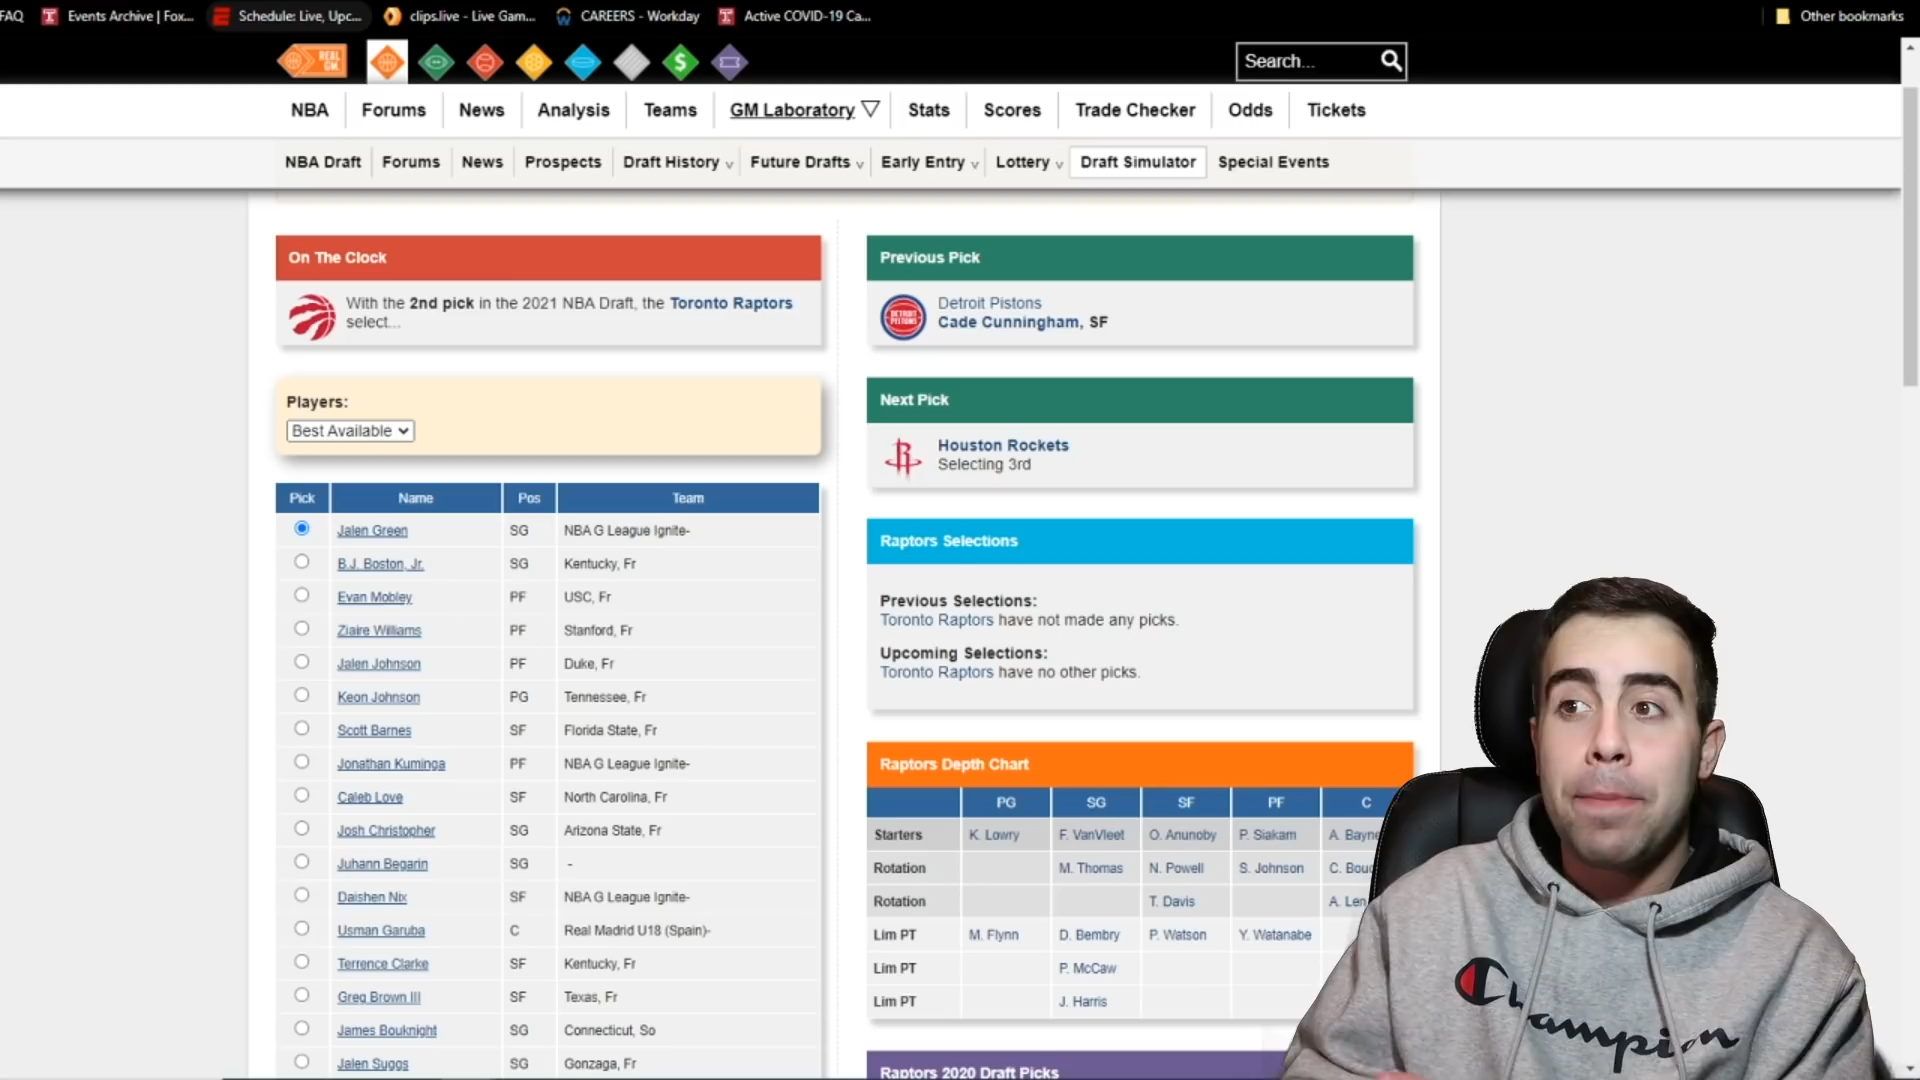 FAQ Events Archive | Fox... Schedule: Live, Upc... clips.live - Live Gam... CAREERS - Workday Active COVID-19 Ca... Other bookmarks
REAL GM. $ Search...
NBA Forums News Analysis Teams GM Laboratory Stats Scores Trade Checker Odds Tickets
NBA Draft Forums News Prospects Draft History Future Drafts Early Entry Lottery Draft Simulator Special Events
On The Clock
With the 2nd pick in the 2021 NBA Draft, the Toronto Raptors
select...
Players:
Best Available
Pick Name Pos Team
Jalen Green SG NBA G League Ignite-
B.J. Boston, Jr. SG Kentucky, Fr
Evan Mobley PF USC, Fr
Ziaire Williams PF Stanford, Fr
Jalen Johnson PF Duke, Fr
Keon Johnson PG Tennessee, Fr
Scott Barnes SF Florida State, Fr
Jonathan Kuminga PF NBA G League Ignite-
Caleb Love SF North Carolina, Fr
Josh Christopher SG Arizona State, Fr
Juhann Begarin SG -
Daishen Nix SF NBA G League Ignite-
Usman Garuba C Real Madrid U18 (Spain)-
Terrence Clarke SF Kentucky, Fr
Greg Brown III SF Texas, Fr
James Bouknight SG Connecticut, So
Jalen Suggs SG Gonzaga, Fr
Previous Pick
DETROIT PISTONS
Detroit Pistons
Cade Cunningham, SF
Next Pick
Houston Rockets
Selecting 3rd
Raptors Selections
Previous Selections:
Toronto Raptors have not made any picks.
Upcoming Selections:
Toronto Raptors have no other picks.
Raptors Depth Chart
PG SG SF PF C
Starters K. Lowry F. VanVleet O. Anunoby P. Siakam A. Bayne
Rotation M. Thomas N. Powell S. Johnson C. Bouc
Rotation T. Davis A. Len
Lim PT M. Flynn D. Bembry P. Watson Y. Watanabe
Lim PT P. McCaw
Lim PT J. Harris
Raptors 2020 Draft Picks
Champion